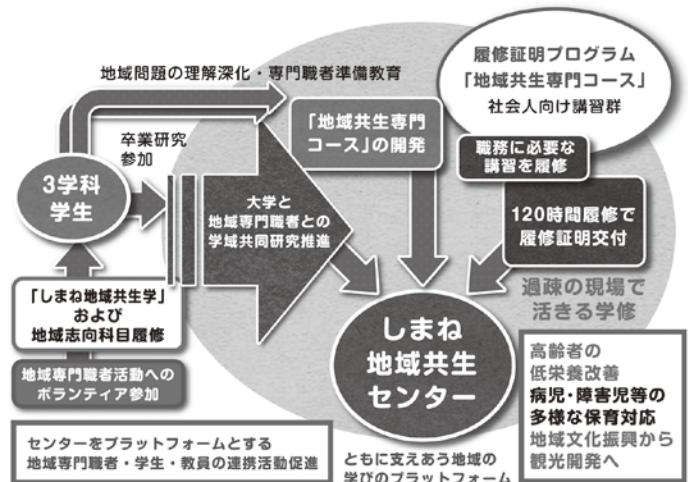 地域問題の理解深化・専門職者準備教育
卒業研究
参加
3学科
学生
「しまね地域共生学」
および
地域志向科目履修
地域専門職者活動への
ボランティア参加
大学と
地域専門職者との
学域共同研究推進
「地域共生専門
コース」の開発
履修証明プログラム
「地域共生専門コース」
社会人向け講習群
職務に必要な
講習を履修
120時間履修で
履修証明交付
過疎の現場で
活きる学修
しまね
地域共生
センター
高齢者の
低栄養改善
病児・障害児等の
多様な保育対応
地域文化振興から
観光開発へ
センターをプラットフォームとする
地域専門職者・学生・教員の連携活動促進
ともに支えあう地域の
学びのプラットフォーム